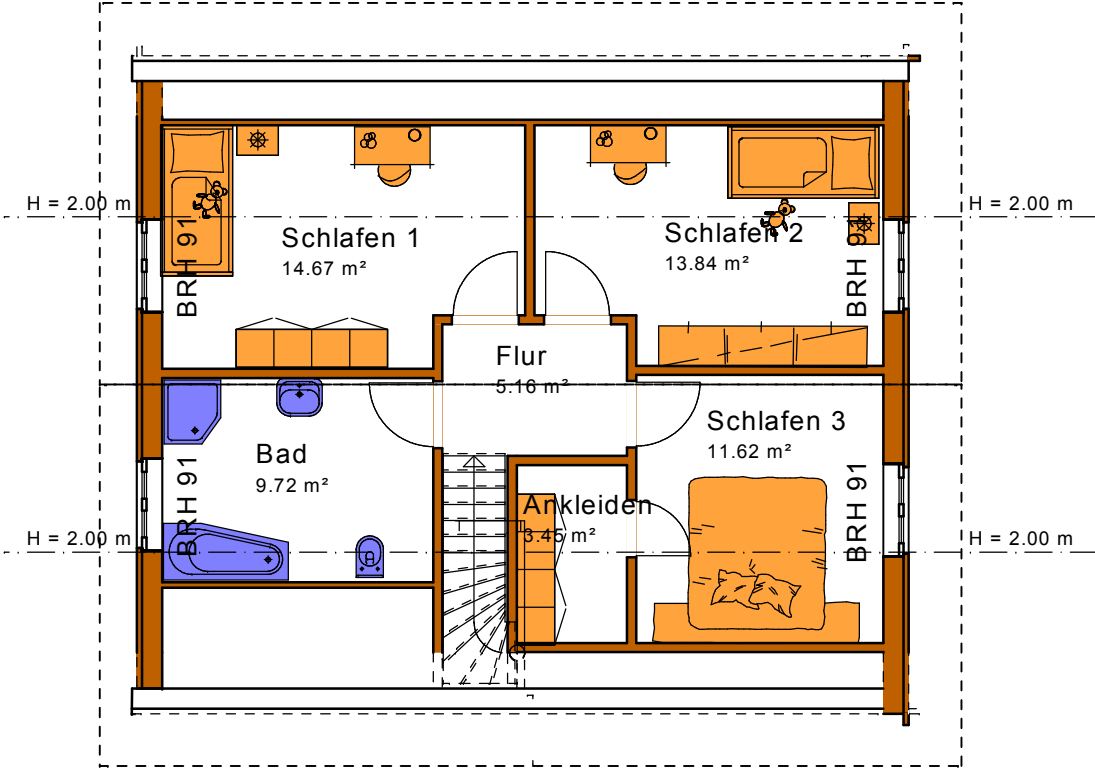 H = 2.00 m
H = 2.00 m
BRH 91
Schlafen 1
14.67 m²
Schlafen 2
13.84 m²
BRH 91
Flur
5.16 m²
Bad
9.72 m²
Schlafen 3
11.62 m²
BRH 91
Ankleiden
3.45 m²
BRH 91
H = 2.00 m
H = 2.00 m